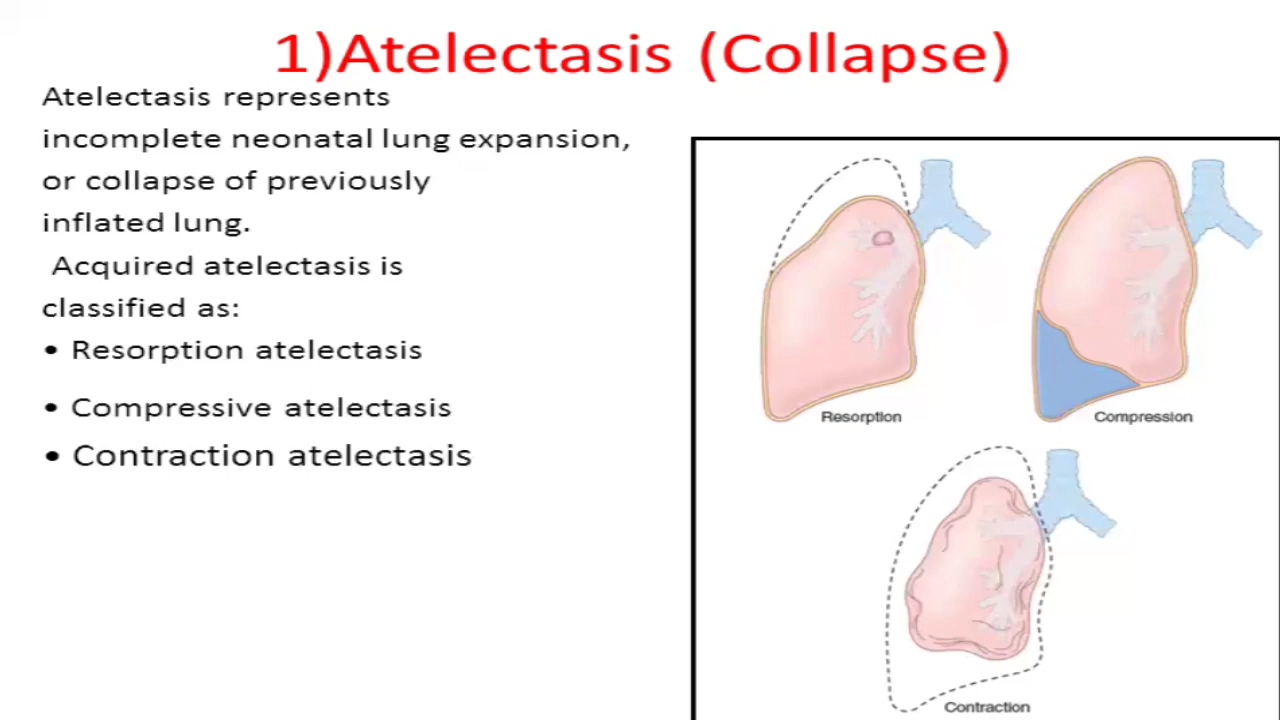 1)Atelectasis (Collapse)
Atelectasis represents
incomplete neonatal lung expansion,
or collapse of previously
inflated lung.
Acquired atelectasis is
classified as:
• Resorption atelectasis
• Compressive atelectasis
• Contraction atelectasis
Resorption
Compression
Contraction